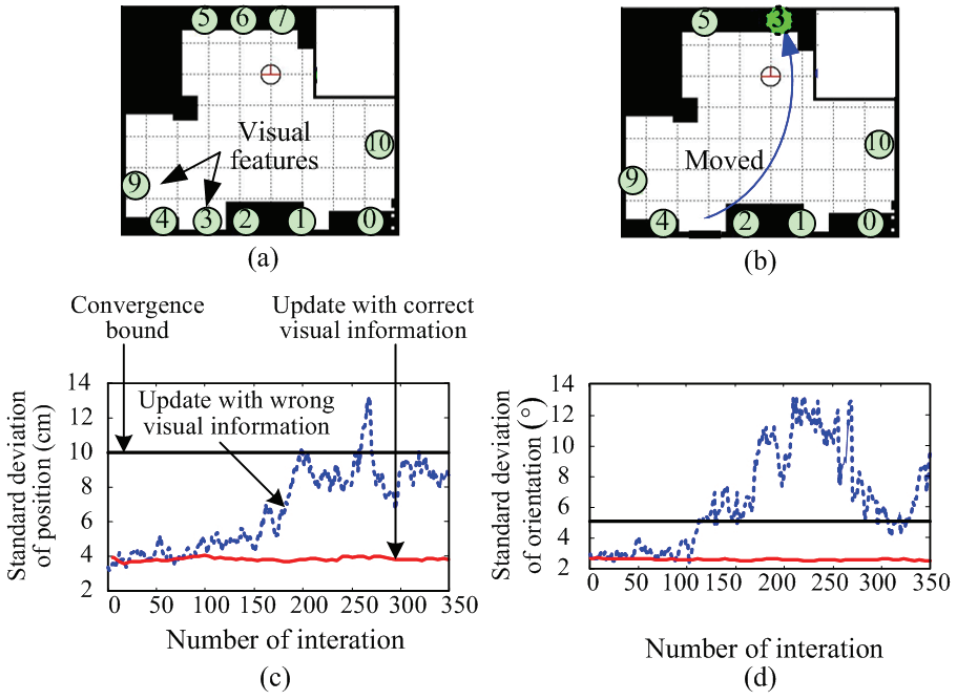 5 6 7
Visual
features
10
9
4 3 2 1 0
(a)
5 3
Moved
10
9
4 2 1 0
(b)
Convergence
bound
Update with correct
visual information
Update with wrong
visual information
Standard deviation
of position (cm)
14
12
10
8
6
4
2
0 50 100 150 200 250 300 350
Number of interation
(c)
Standard deviation
of orientation (°)
14
12
10
8
6
4
2
0 50 100 150 200 250 300 350
Number of interation
(d)